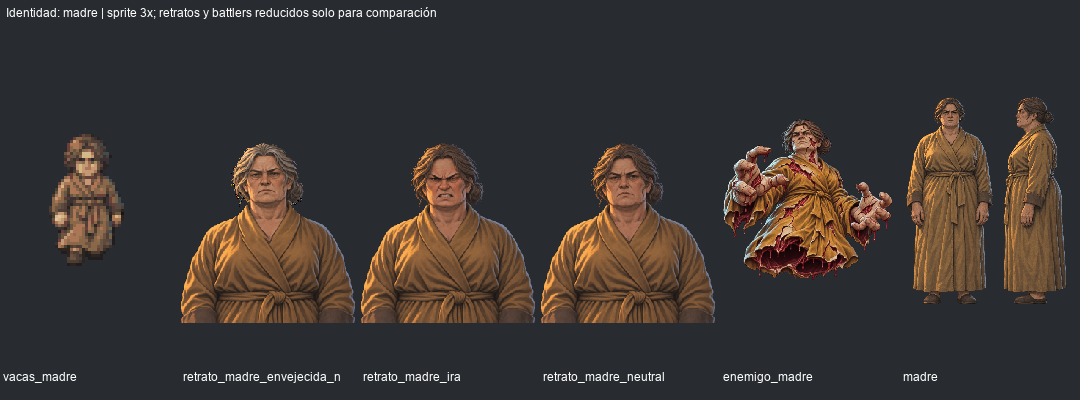 Identidad: madre | sprite 3x; retratos y battlers reducidos solo para comparación
vacas_madre
retrato_madre_envejecida_n
retrato_madre_ira
retrato_madre_neutral
enemigo_madre
madre